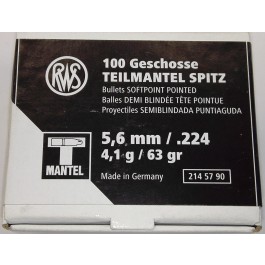 RWS
100 Geschosse
TEILMANTEL SPITZ
Bullets SOFTPOINT POINTED
Balles DEMI BLINDÉE TÊTE POINTUE
Proyectiles SEMIBLINDADA PUNTIAGUDA
T
MANTEL
5,6 mm / .224
4,1 g / 63 gr
Made in Germany
214 57 90